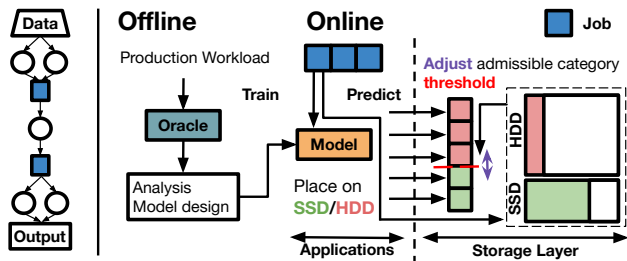 Data
Output
Offline
Production Workload
Oracle
Analysis
Model design
Train
Online
Model
Predict
Place on
SSD/HDD
Applications
Job
Adjust admissible category
threshold
HDD
SSD
Storage Layer